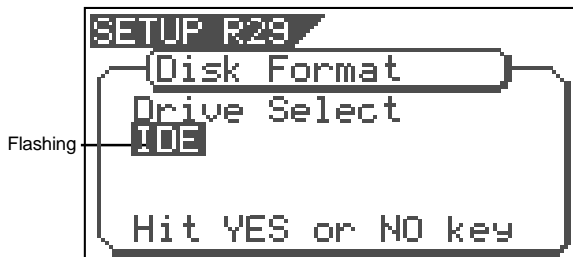 SETUP R29
Disk Format
Drive Select
Flashing
IDE
Hit YES or NO key